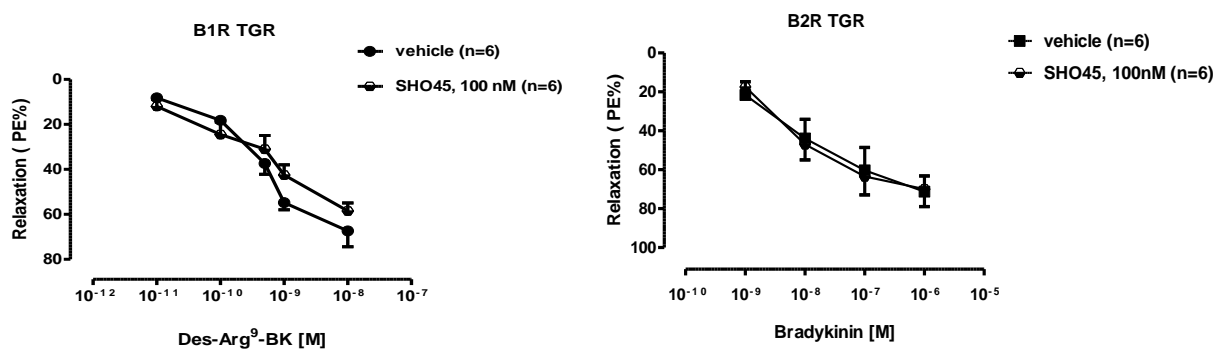 B1R TGR
vehicle (n=6)
SHO45, 100 nM (n=6)
Relaxation ( PE%)
0
20
40
60
80
10-12
10-11
10-10
10-9
10-8
10-7
Des-Arg9-BK [M]
B2R TGR
vehicle (n=6)
SHO45, 100nM (n=6)
Relaxation ( PE%)
0
20
40
60
80
100
10-10
10-9
10-8
10-7
10-6
10-5
Bradykinin [M]